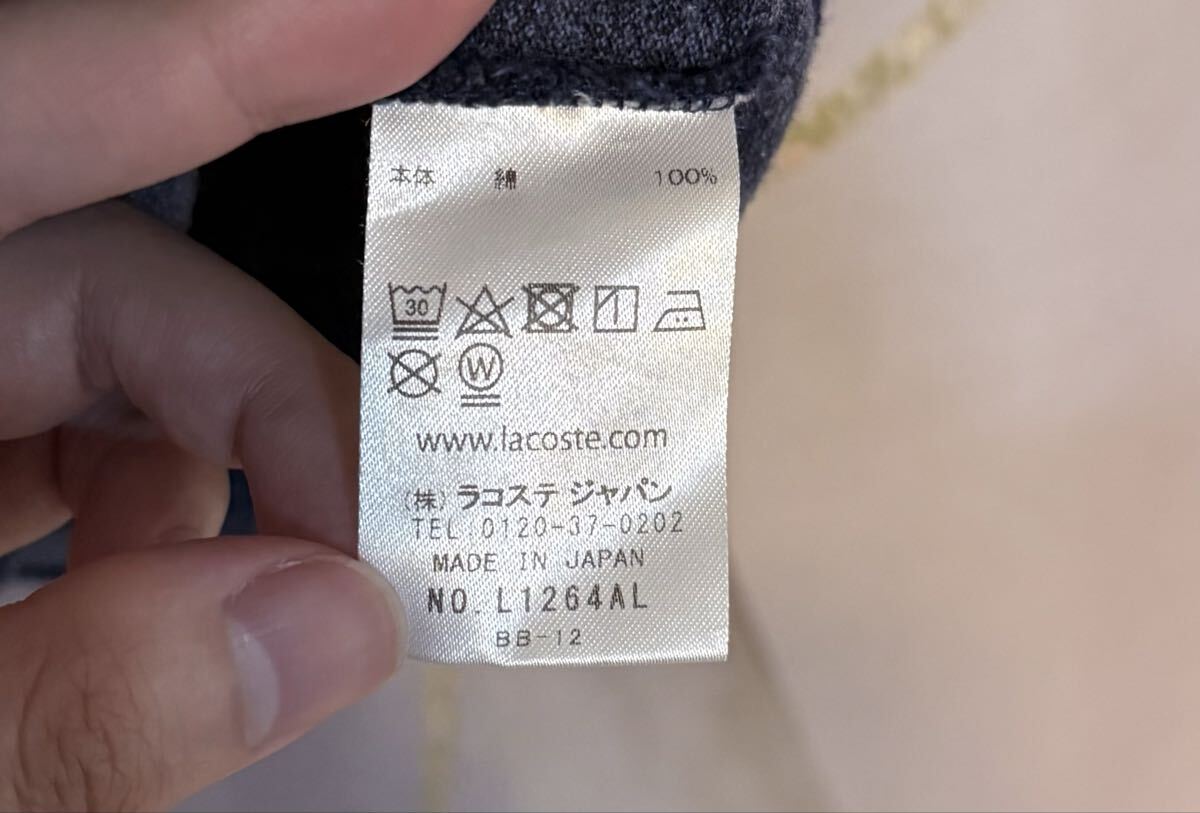 本体 綿 100%
30
W
www.lacoste.com
(株) ラコステ ジャパン
TEL.0120-37-0202
MADE IN JAPAN
NO. L1264AL
BB-12